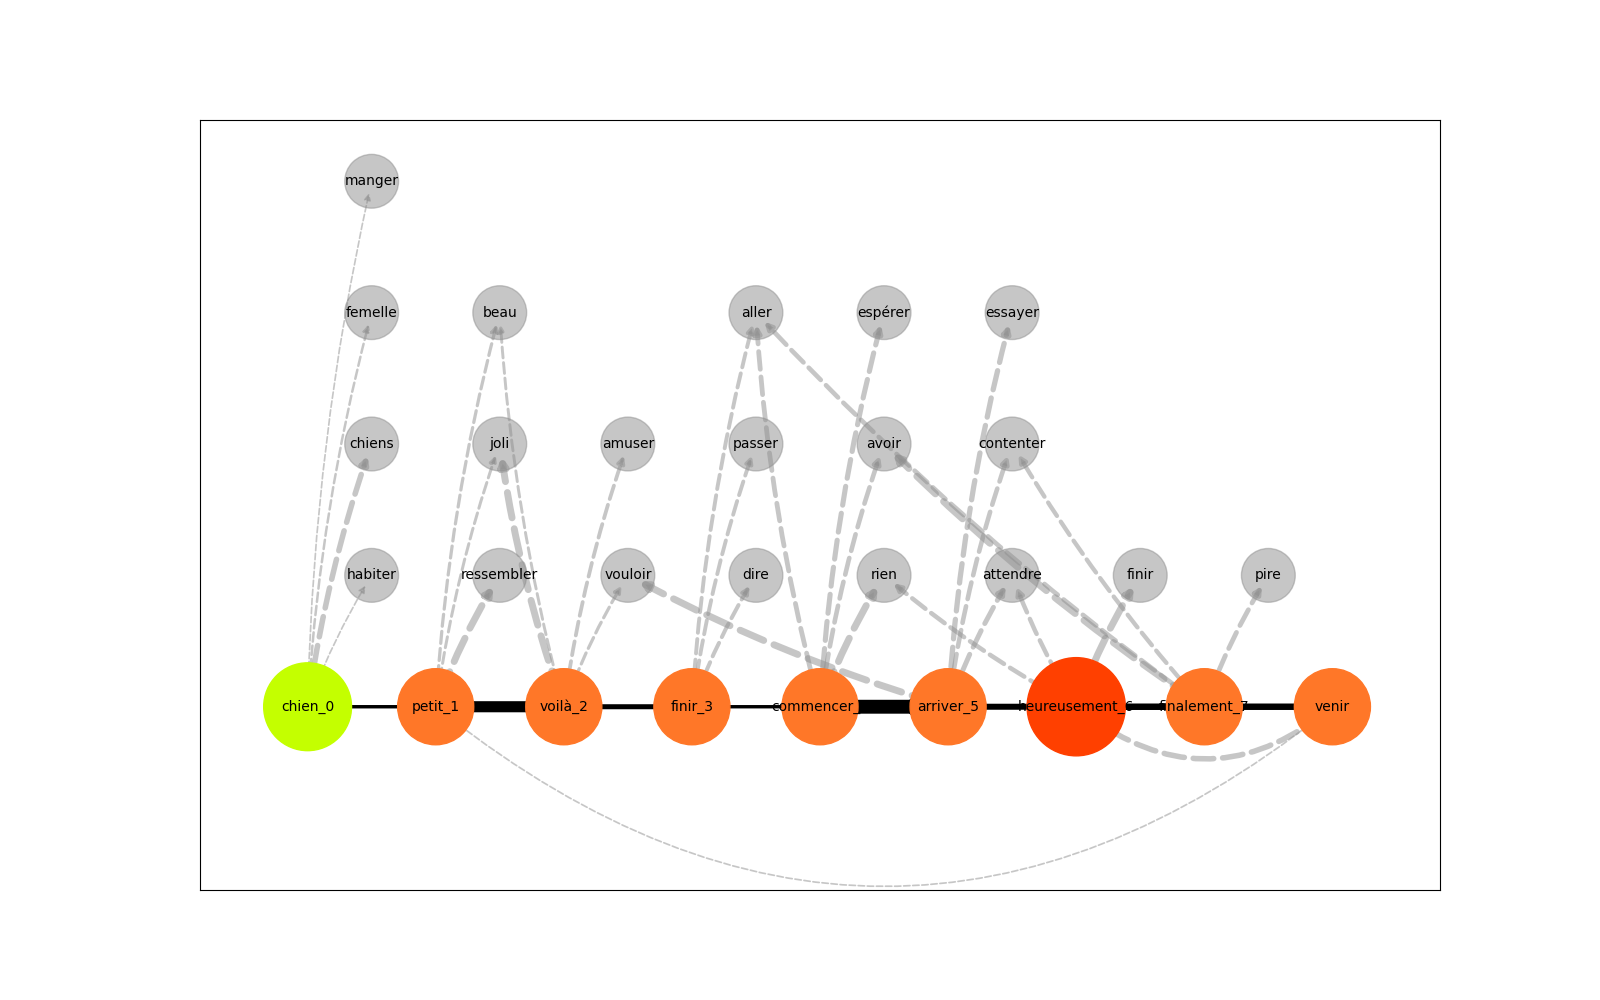 manger
femelle beau aller espérer essayer
chiens joli amuser passer avoir contenter
habiter ressembler vouloir dire rien attendre finir pire
chien_0 petit_1 voilà_2 finir_3 commencer_ arriver_5 heureusement_6 finalement_7 venir